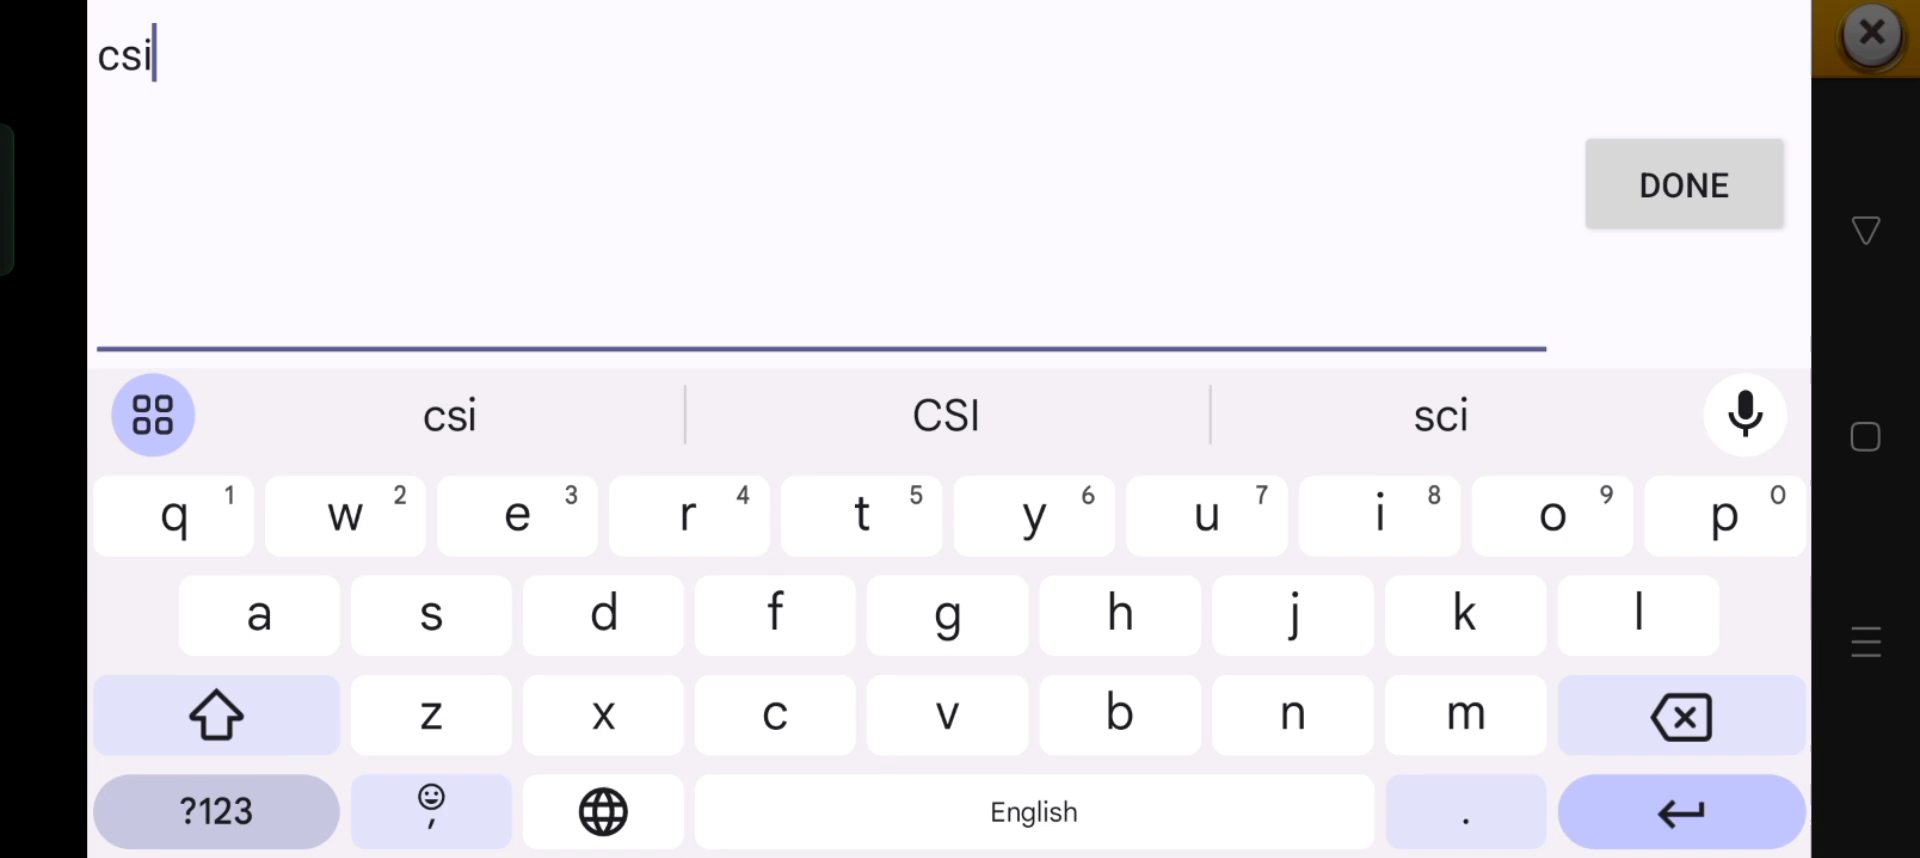 csi
DONE
csi CSI sci
q 1 w 2 e 3 r 4 t 5 y 6 u 7 i 8 o 9 p 0
a s d f g h j k l
z x c v b n m
?123 , English .